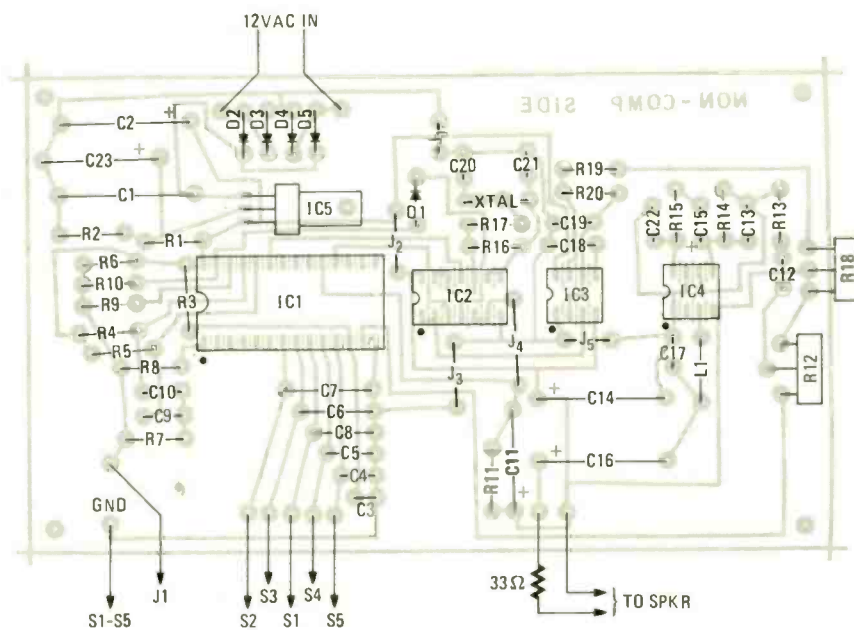 12VAC IN
NON-COMP SIDE
C2 +
D2 D3 D4 D5
C23 +
C20 C21
R19
C1
IC5
D1
XTAL
R20
C22 R15 C15 R14 C13 R13
R2
R1
J2
R17
C19
R6
R16
C18
+
R18
R10
R3
IC1
IC2
IC3
IC4
C12
R9
R4
J4
J5
R5
C17
L1
R8
J3
R12
C10
C7
+
C14
C9
C6
R7
C8
C5
R11
C11
+
C16
C4
GND
C3
+
33Ω
TO SPKR
S1-S5
J1
S2
S3
S1
S4
S5